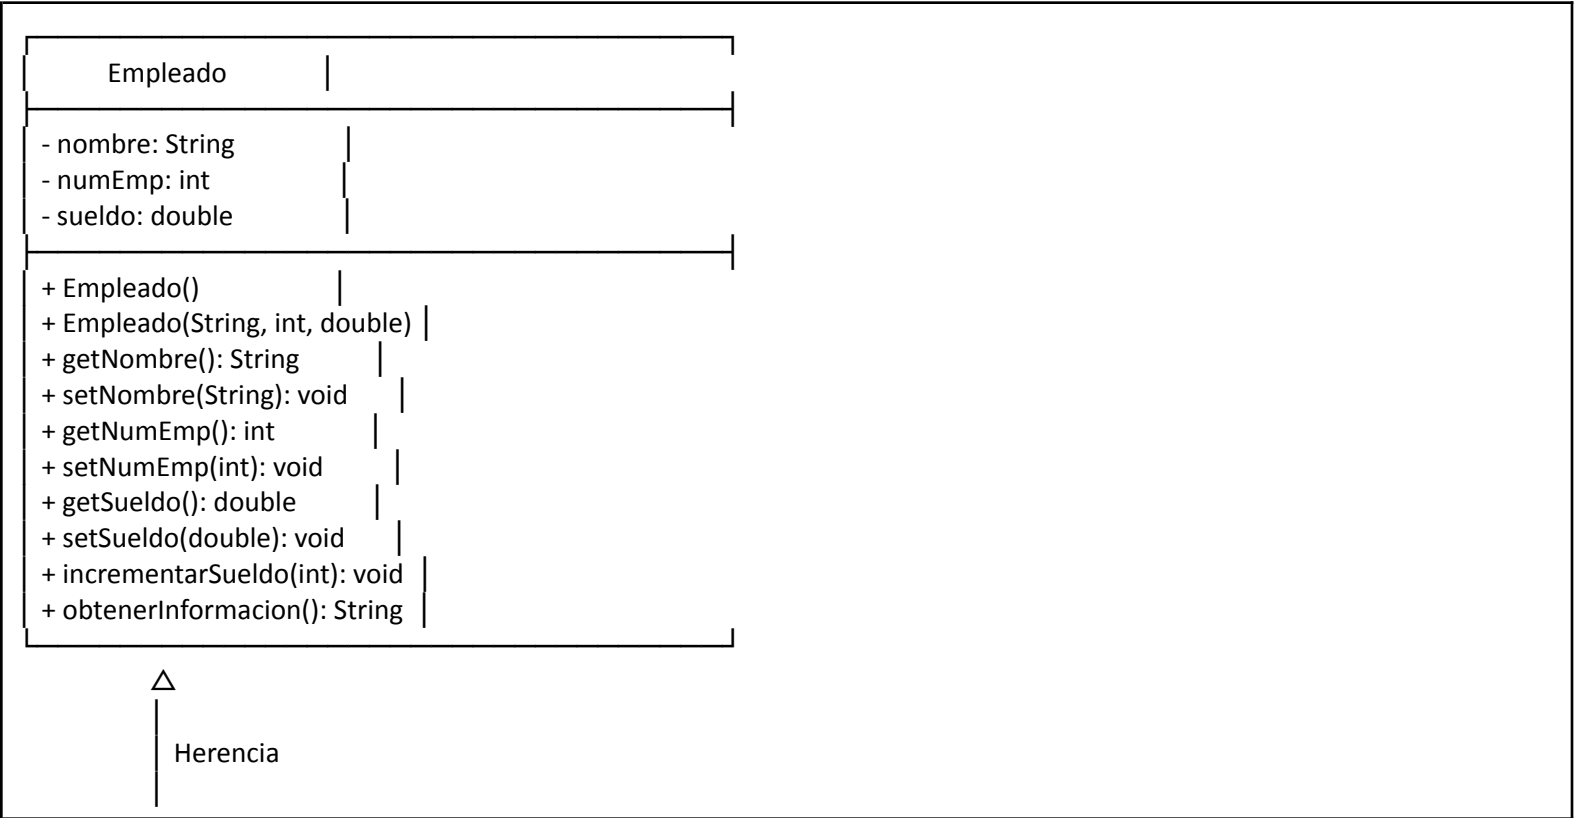 Empleado
- nombre: String
- numEmp: int
- sueldo: double
+ Empleado()
+ Empleado(String, int, double)
+ getNombre(): String
+ setNombre(String): void
+ getNumEmp(): int
+ setNumEmp(int): void
+ getSueldo(): double
+ setSueldo(double): void
+ incrementarSueldo(int): void
+ obtenerInformacion(): String
Herencia